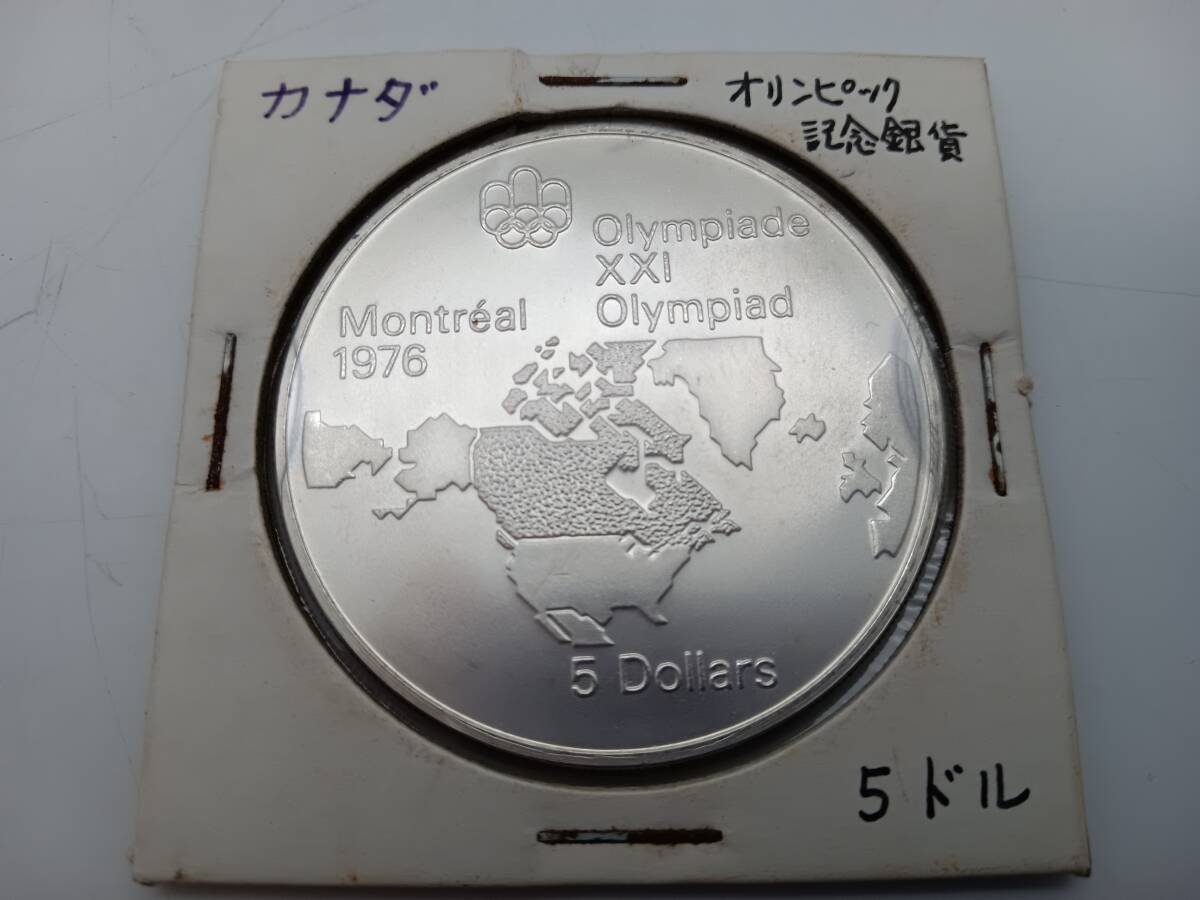 カナダ
オリンピック
記念銀貨
Olympiade
XXI
Olympiad
Montréal
1976
5 Dollars
5ドル